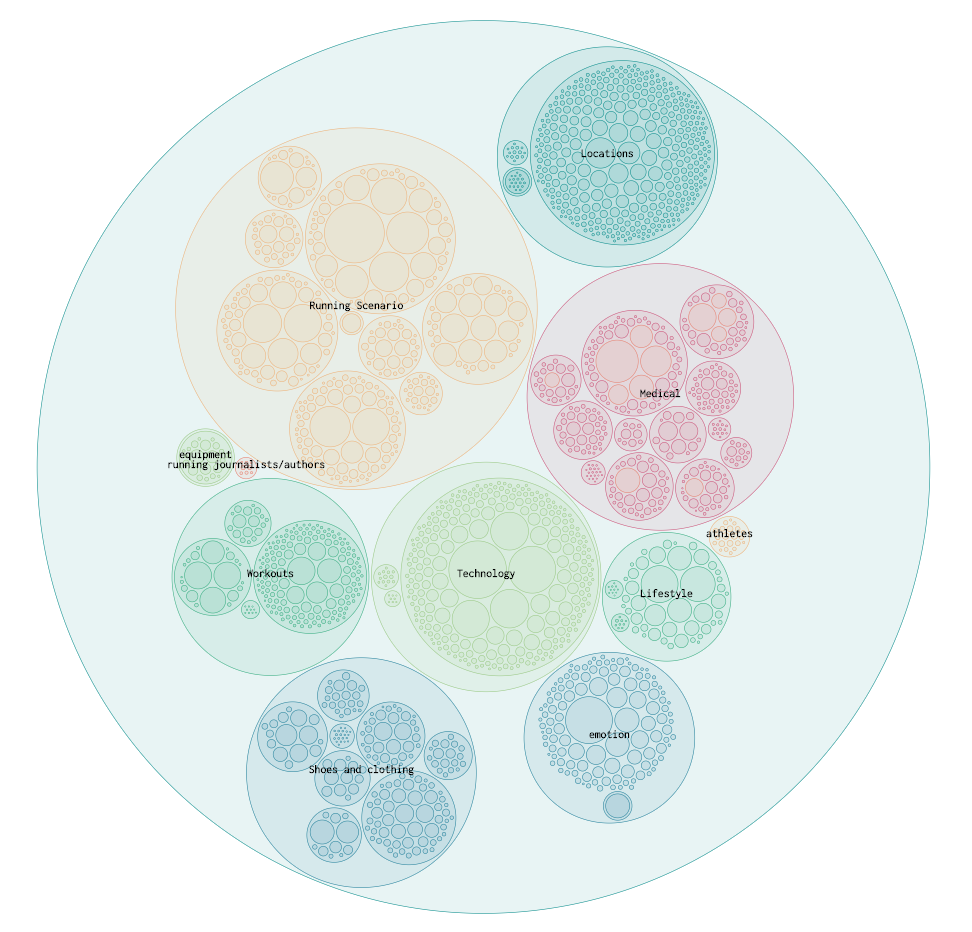 Locations
Running Scenario
Medical
equipment
running journalists/authors
athletes
Workouts
Technology
Lifestyle
emotion
Shoes and clothing